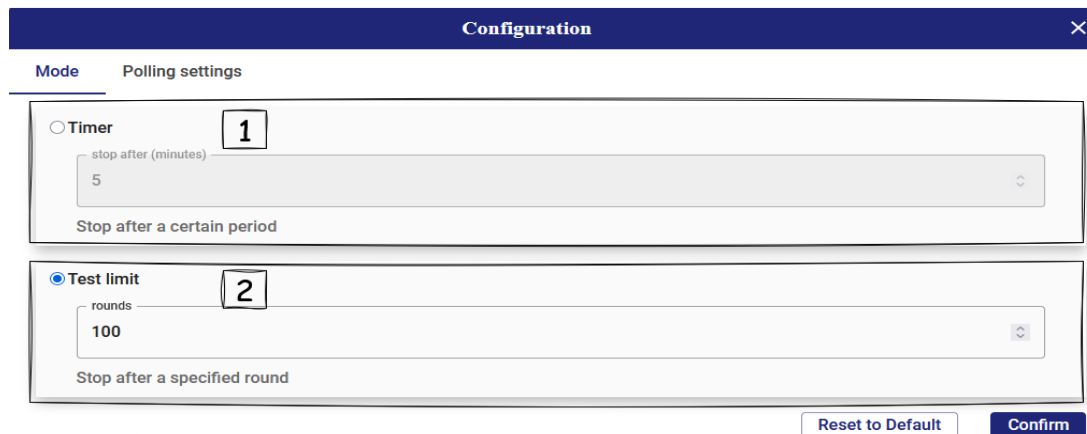 Configuration
Mode Polling settings
Timer 1
stop after (minutes)
5
Stop after a certain period
Test limit 2
rounds
100
Stop after a specified round
Reset to Default Confirm